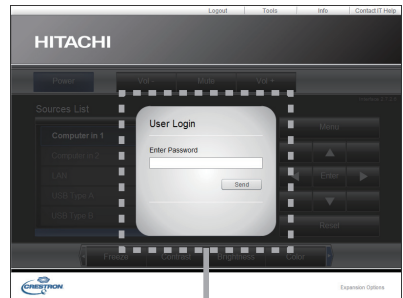 Logout Tools Info Contact IT Help
HITACHI
Power Vol - Mute Vol +
Sources List
Computer in 1
Computer in 2
LAN
USB Type A
USB Type B
User Login
Enter Password
Send
Menu
Enter
Reset
Freeze Contrast Brightness Color
CRESTRON
Expansion Options